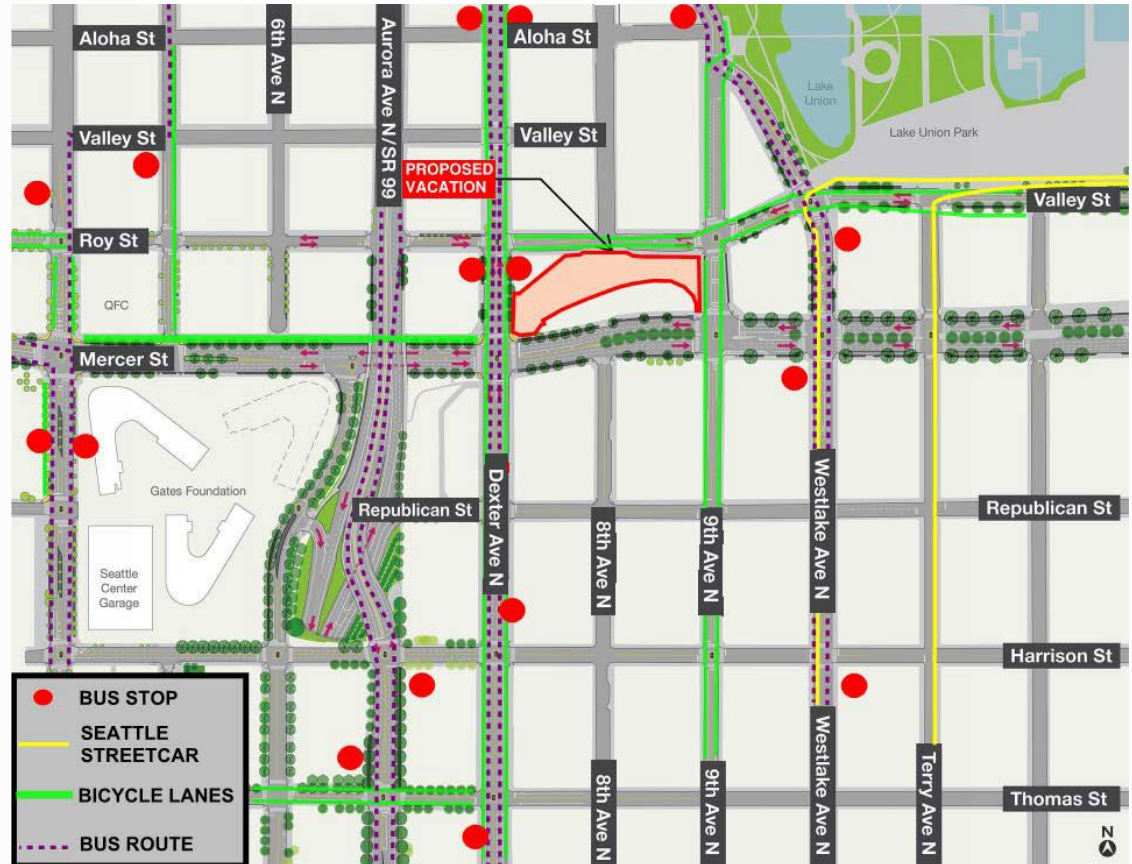 Aloha St
6th Ave N
Aurora Ave N/SR 99
Aloha St
Lake
Union
Lake Union Park
Valley St
Valley St
PROPOSED
VACATION
Valley St
Roy St
QFC
Mercer St
Gates Foundation
Republican St
Dexter Ave N
8th Ave N
9th Ave N
Westlake Ave N
Republican St
Seattle
Center
Garage
Harrison St
BUS STOP
SEATTLE
STREETCAR
BICYCLE LANES
BUS ROUTE
8th Ave N
9th Ave N
Westlake Ave N
Terry Ave N
Thomas St
N